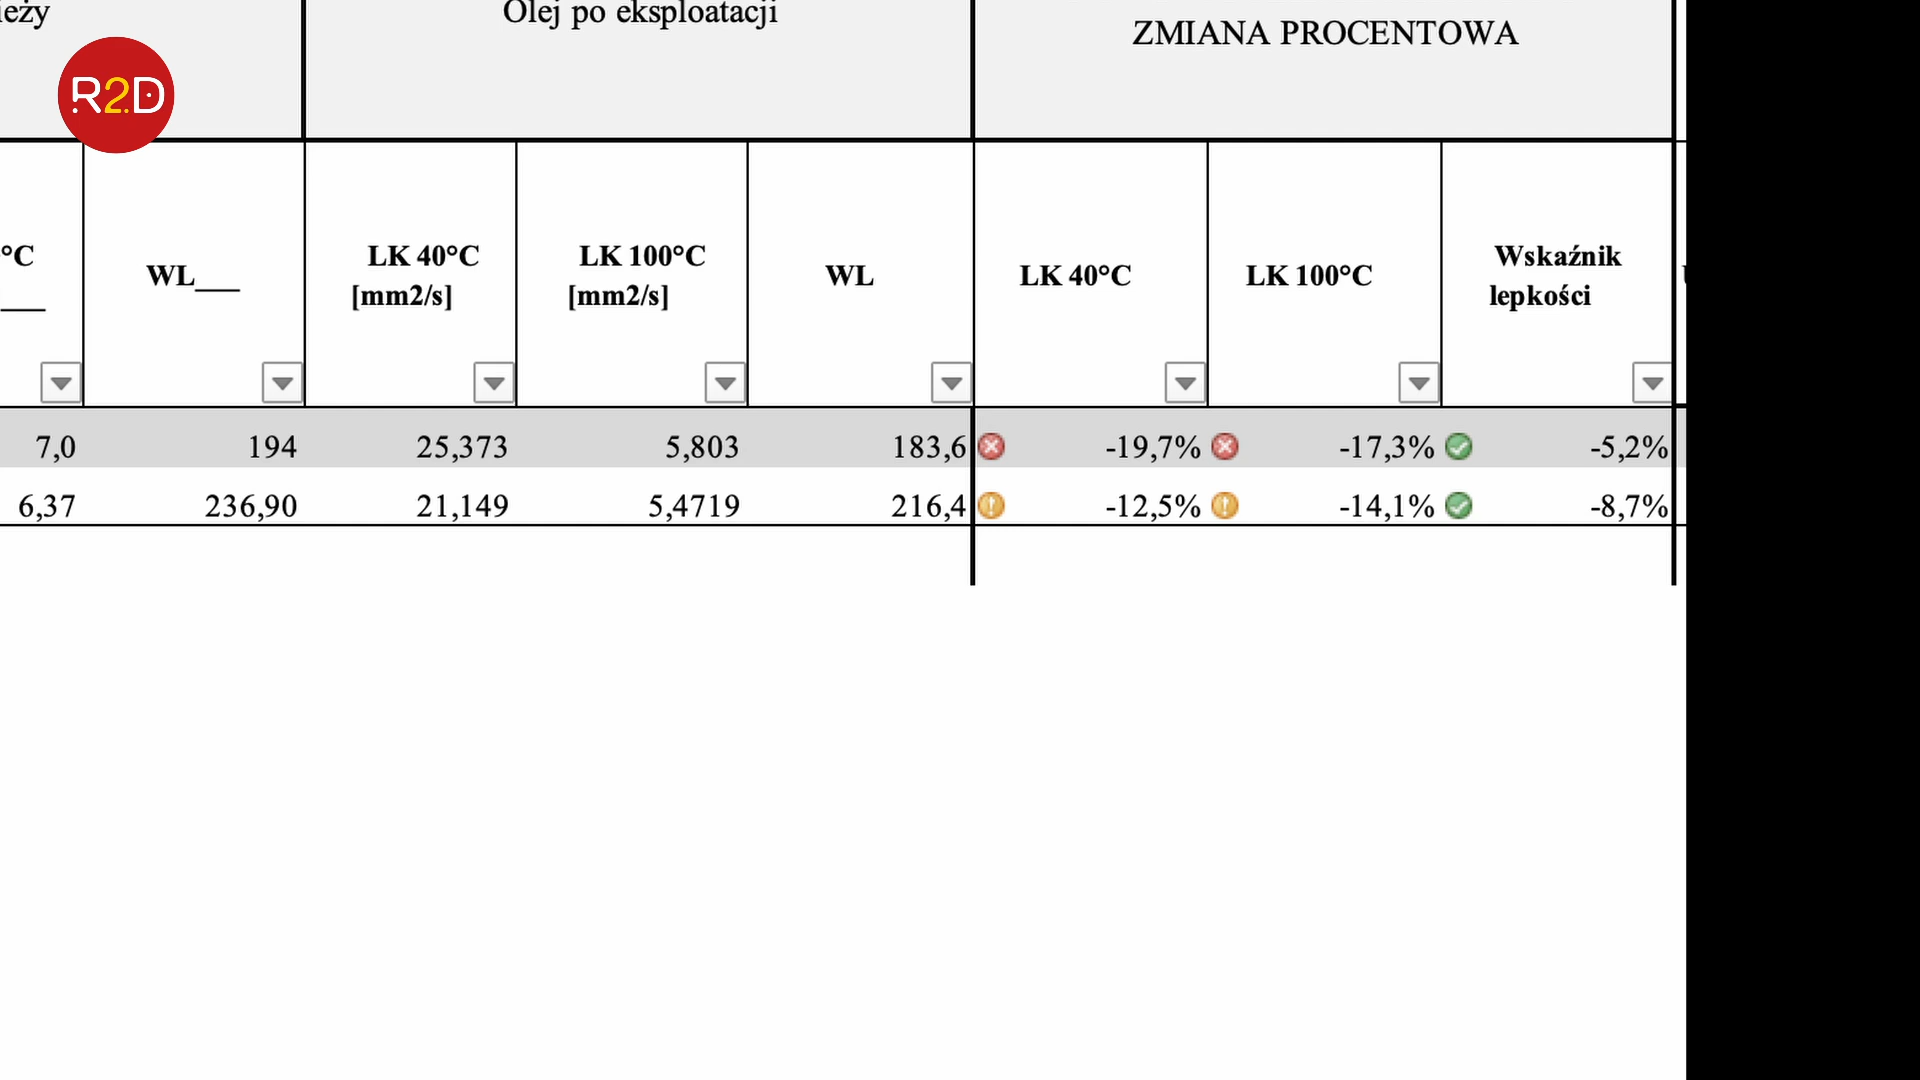 Olej po eksploatacji
ZMIANA PROCENTOWA
R2D
°C
WL___
LK 40°C
[mm2/s]
LK 100°C
[mm2/s]
WL
LK 40°C
LK 100°C
Wskaźnik
lepkości
7,0 194 25,373 5,803 183,6 -19,7% -17,3% -5,2%
6,37 236,90 21,149 5,4719 216,4 -12,5% -14,1% -8,7%